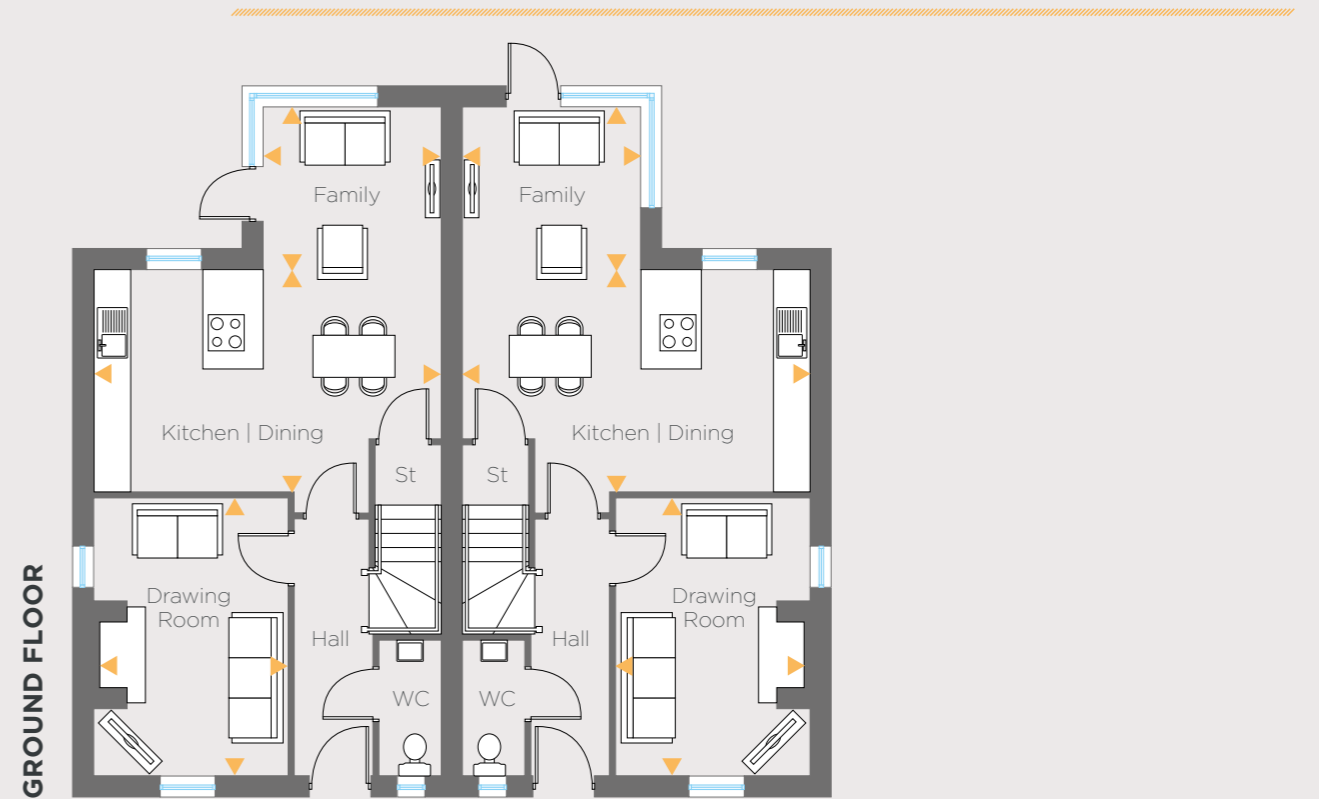 Family
Family
Kitchen | Dining
Kitchen | Dining
St
St
Drawing
Room
Drawing
Room
Hall
Hall
WC
WC
GROUND FLOOR